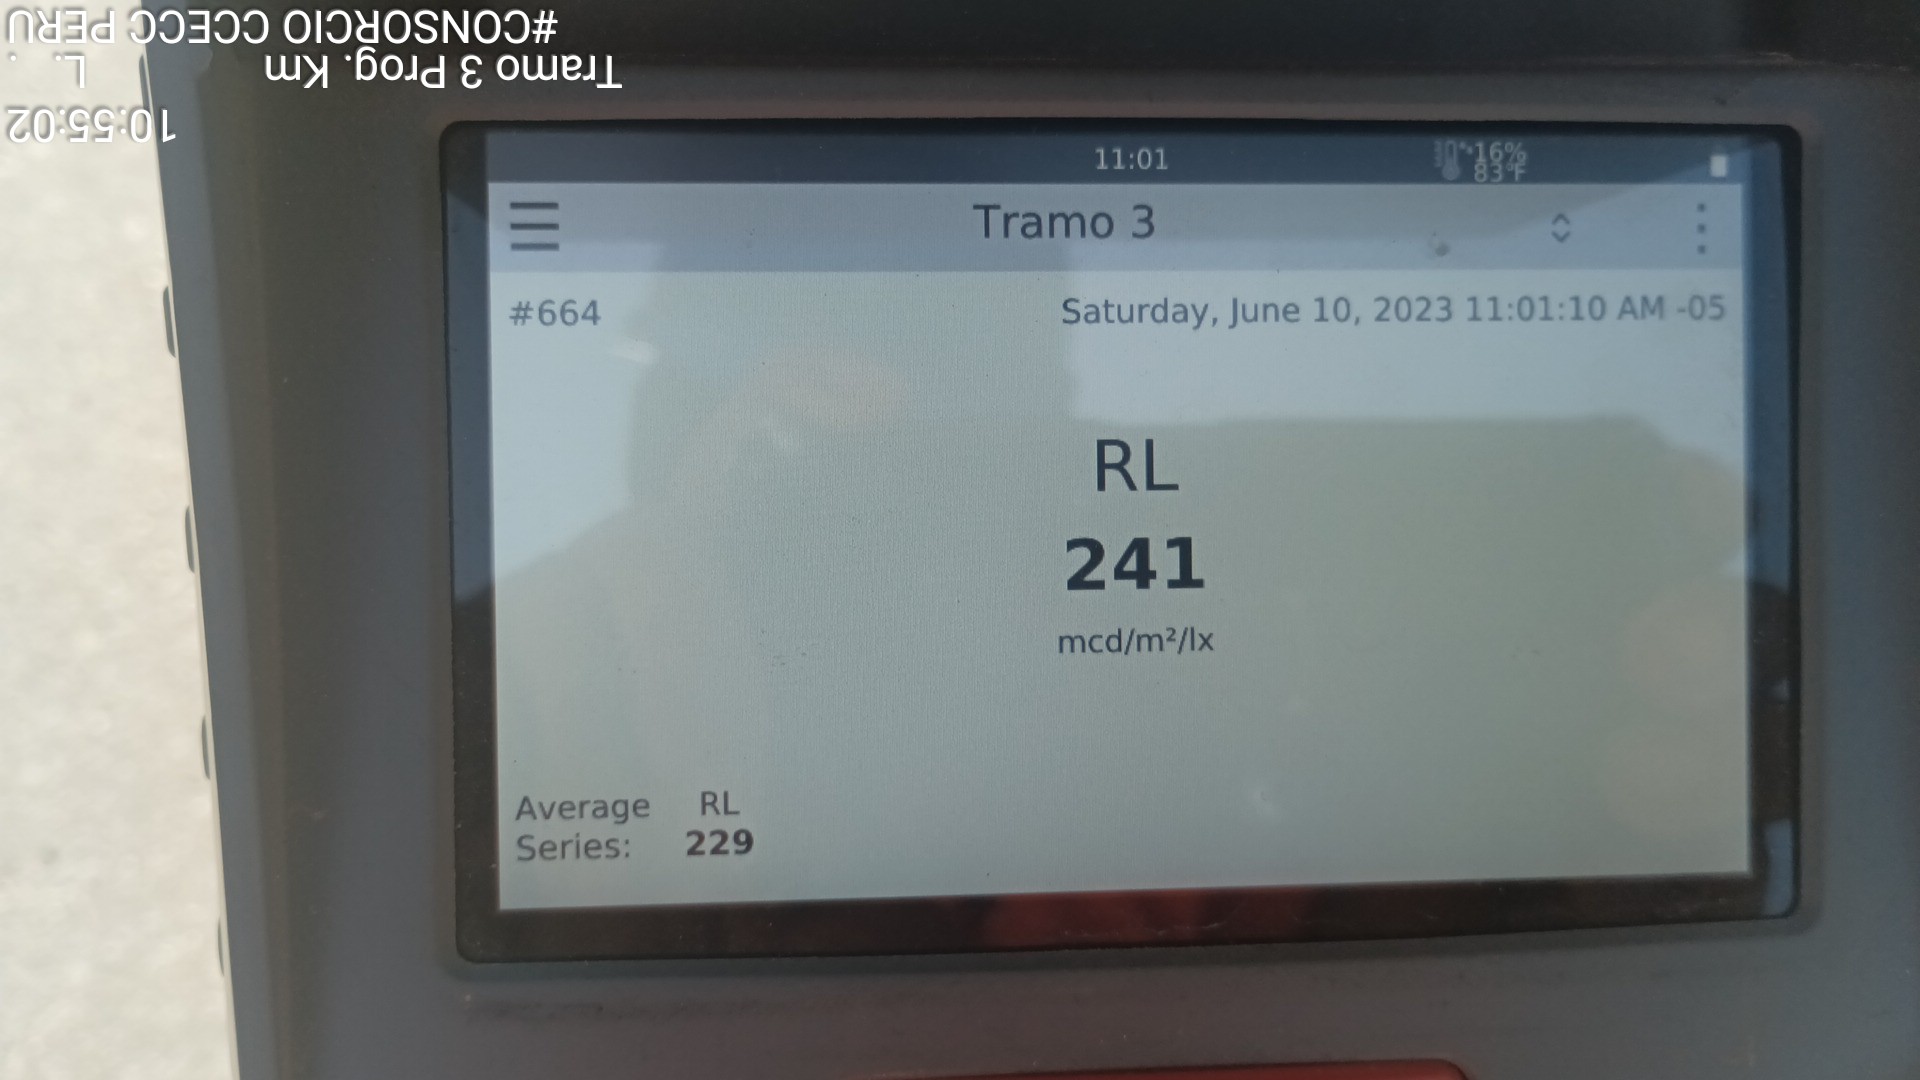 11:01
16%
83°F
Tramo 3
#664 Saturday, June 10, 2023 11:01:10 AM -05
RL
241
mcd/m²/lx
Average RL
Series: 229
10:55:02
Tramo 3 Prog. Km L. .
#CONSORCIO CCECC PERU